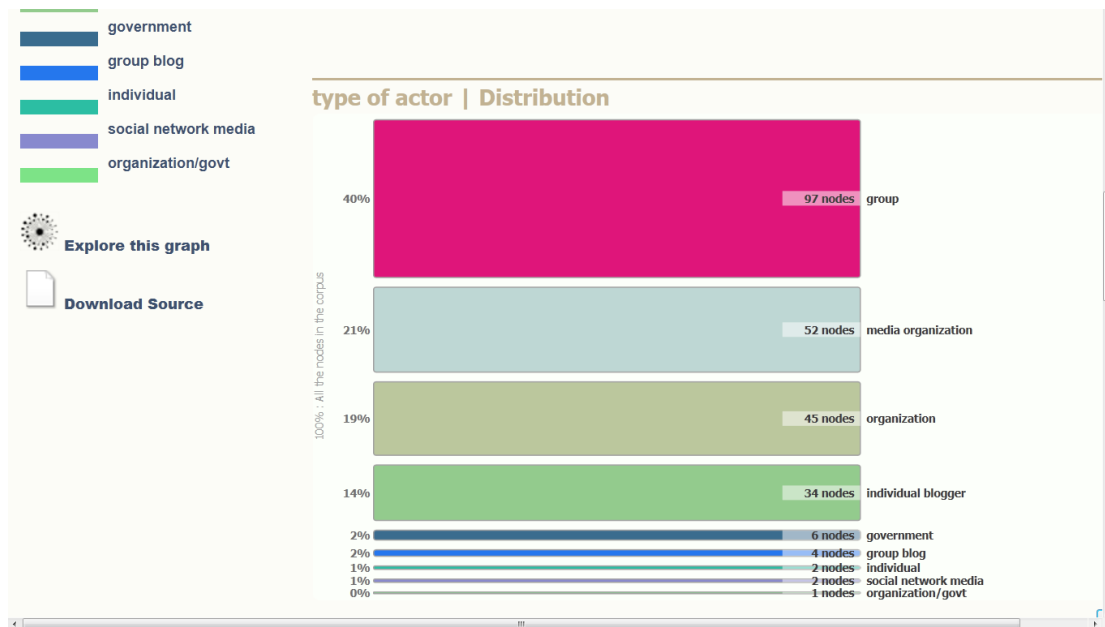 government
group blog
individual
social network media
organization/govt
Explore this graph
Download Source
type of actor | Distribution
100% : All the nodes in the corpus
40% 97 nodes group
21% 52 nodes media organization
19% 45 nodes organization
14% 34 nodes individual blogger
2% 6 nodes government
2% 4 nodes group blog
1% 2 nodes individual
1% 2 nodes social network media
0% 1 nodes organization/govt